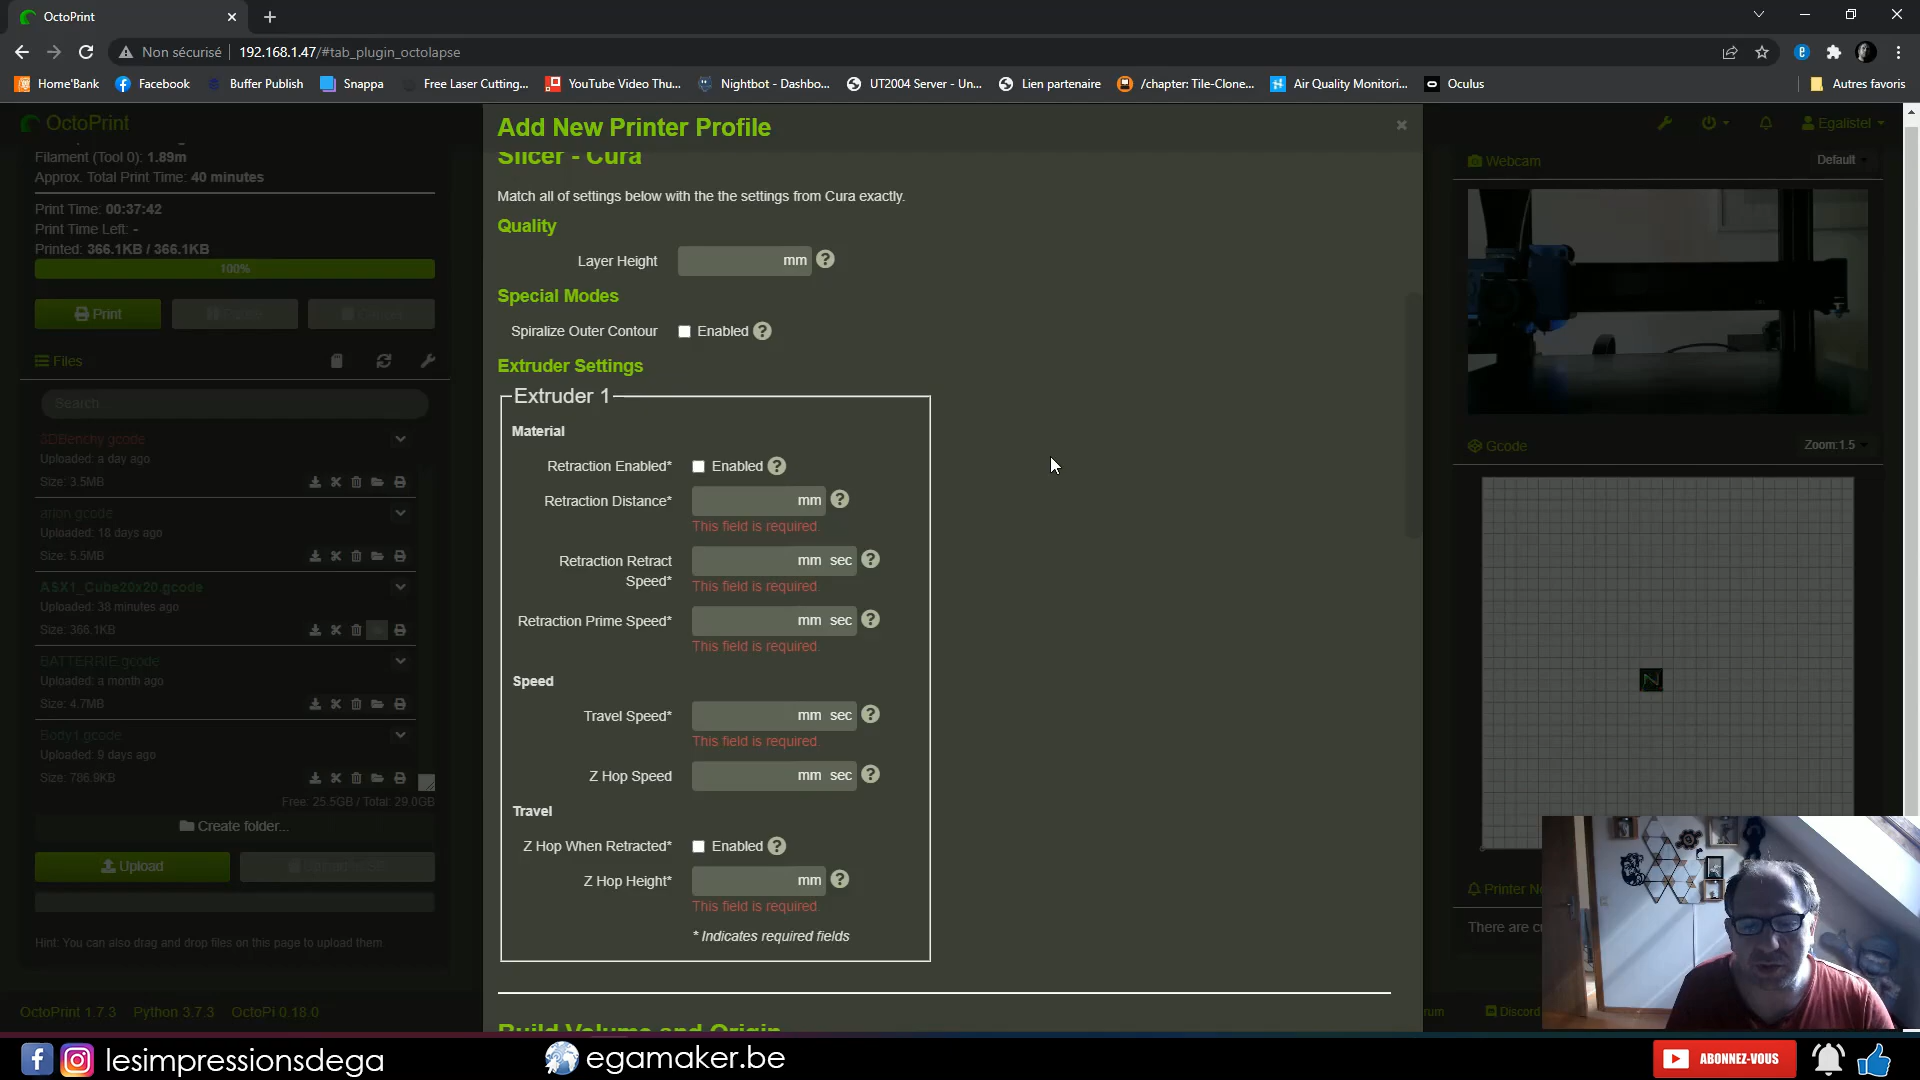 OctoPrint
Non sécurisé 192.168.1.47/#tab_plugin_octolapse
Home'Bank Facebook Buffer Publish Snappa Free Laser Cutting... YouTube Video Thu... Nightbot - Dashbo... UT2004 Server - Un... Lien partenaire /chapter: Tile-Clone... Air Quality Monitori... Oculus Autres favoris
OctoPrint
Filament (Tool 0): 1.89m
Approx. Total Print Time: 40 minutes
Print Time: 00:37:42
Print Time Left: -
Printed: 366.1KB / 366.1KB
100%
Print Pause Cancel
Files
Search...
3DBenchy.gcode
Uploaded: a day ago
Size: 3.5MB
arion.gcode
Uploaded: 18 days ago
Size: 5.5MB
ASX1_Cube20x20.gcode
Uploaded: 38 minutes ago
Size: 366.1KB
BATTERRIE.gcode
Uploaded: a month ago
Size: 4.7MB
Body1.gcode
Uploaded: 9 days ago
Size: 786.9KB
Free: 25.5GB / Total: 29.0GB
Create folder...
Upload
Hint: You can also drag and drop files on this page to upload them.
OctoPrint 1.7.3 Python 3.7.3 OctoPi 0.18.0
Add New Printer Profile
×
Slicer - Cura
Match all of settings below with the the settings from Cura exactly.
Quality
Layer Height mm ?
Special Modes
Spiralize Outer Contour Enabled ?
Extruder Settings
Extruder 1
Material
Retraction Enabled* Enabled ?
Retraction Distance* mm ?
This field is required.
Retraction Retract Speed* mm sec ?
This field is required.
Retraction Prime Speed* mm sec ?
This field is required.
Speed
Travel Speed* mm sec ?
This field is required.
Z Hop Speed mm sec ?
Travel
Z Hop When Retracted* Enabled ?
Z Hop Height* mm ?
This field is required.
* Indicates required fields
Build Volume and Origin
Egalistel
Webcam Default
Gcode Zoom:1.5
Printer No
There are cu
rum Discord
lesimpressionsdega egamaker.be ABONNEZ-VOUS